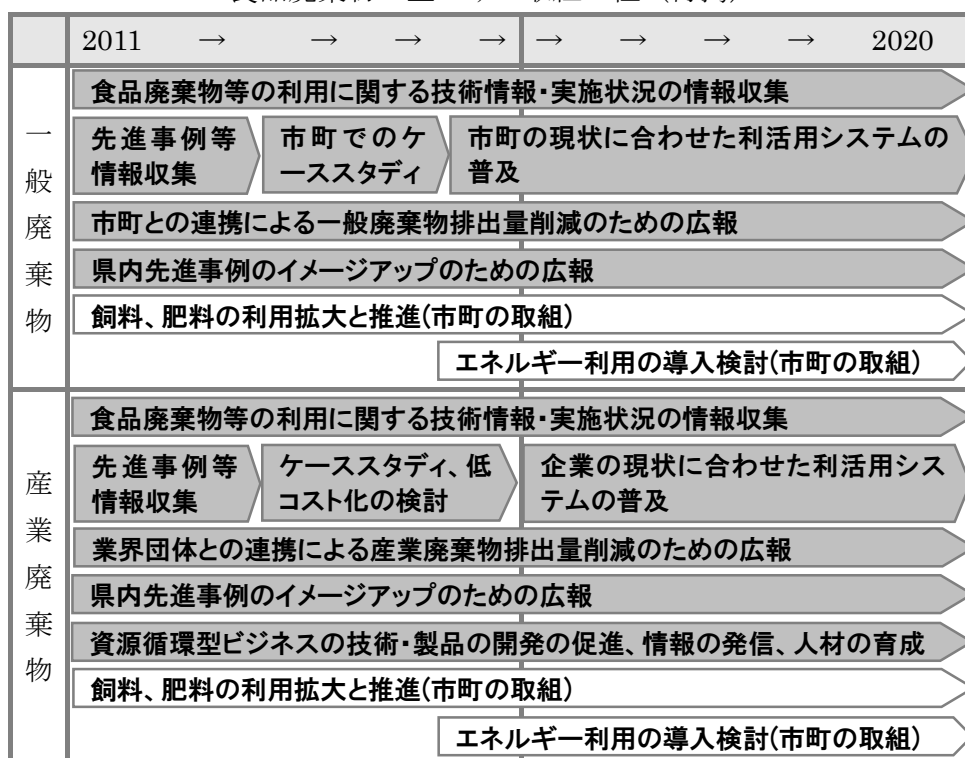 2011 → → → → → → → → 2020
一般廃棄物
食品廃棄物等の利用に関する技術情報・実施状況の情報収集
先進事例等
情報収集
市町でのケ
ーススタディ
市町の現状に合わせた利活用システムの
普及
市町との連携による一般廃棄物排出量削減のための広報
県内先進事例のイメージアップのための広報
飼料、肥料の利用拡大と推進(市町の取組)
エネルギー利用の導入検討(市町の取組)
産業廃棄物
食品廃棄物等の利用に関する技術情報・実施状況の情報収集
先進事例等
情報収集
ケーススタディ、低
コスト化の検討
企業の現状に合わせた利活用シス
テムの普及
業界団体との連携による産業廃棄物排出量削減のための広報
県内先進事例のイメージアップのための広報
資源循環型ビジネスの技術・製品の開発の促進、情報の発信、人材の育成
飼料、肥料の利用拡大と推進(市町の取組)
エネルギー利用の導入検討(市町の取組)